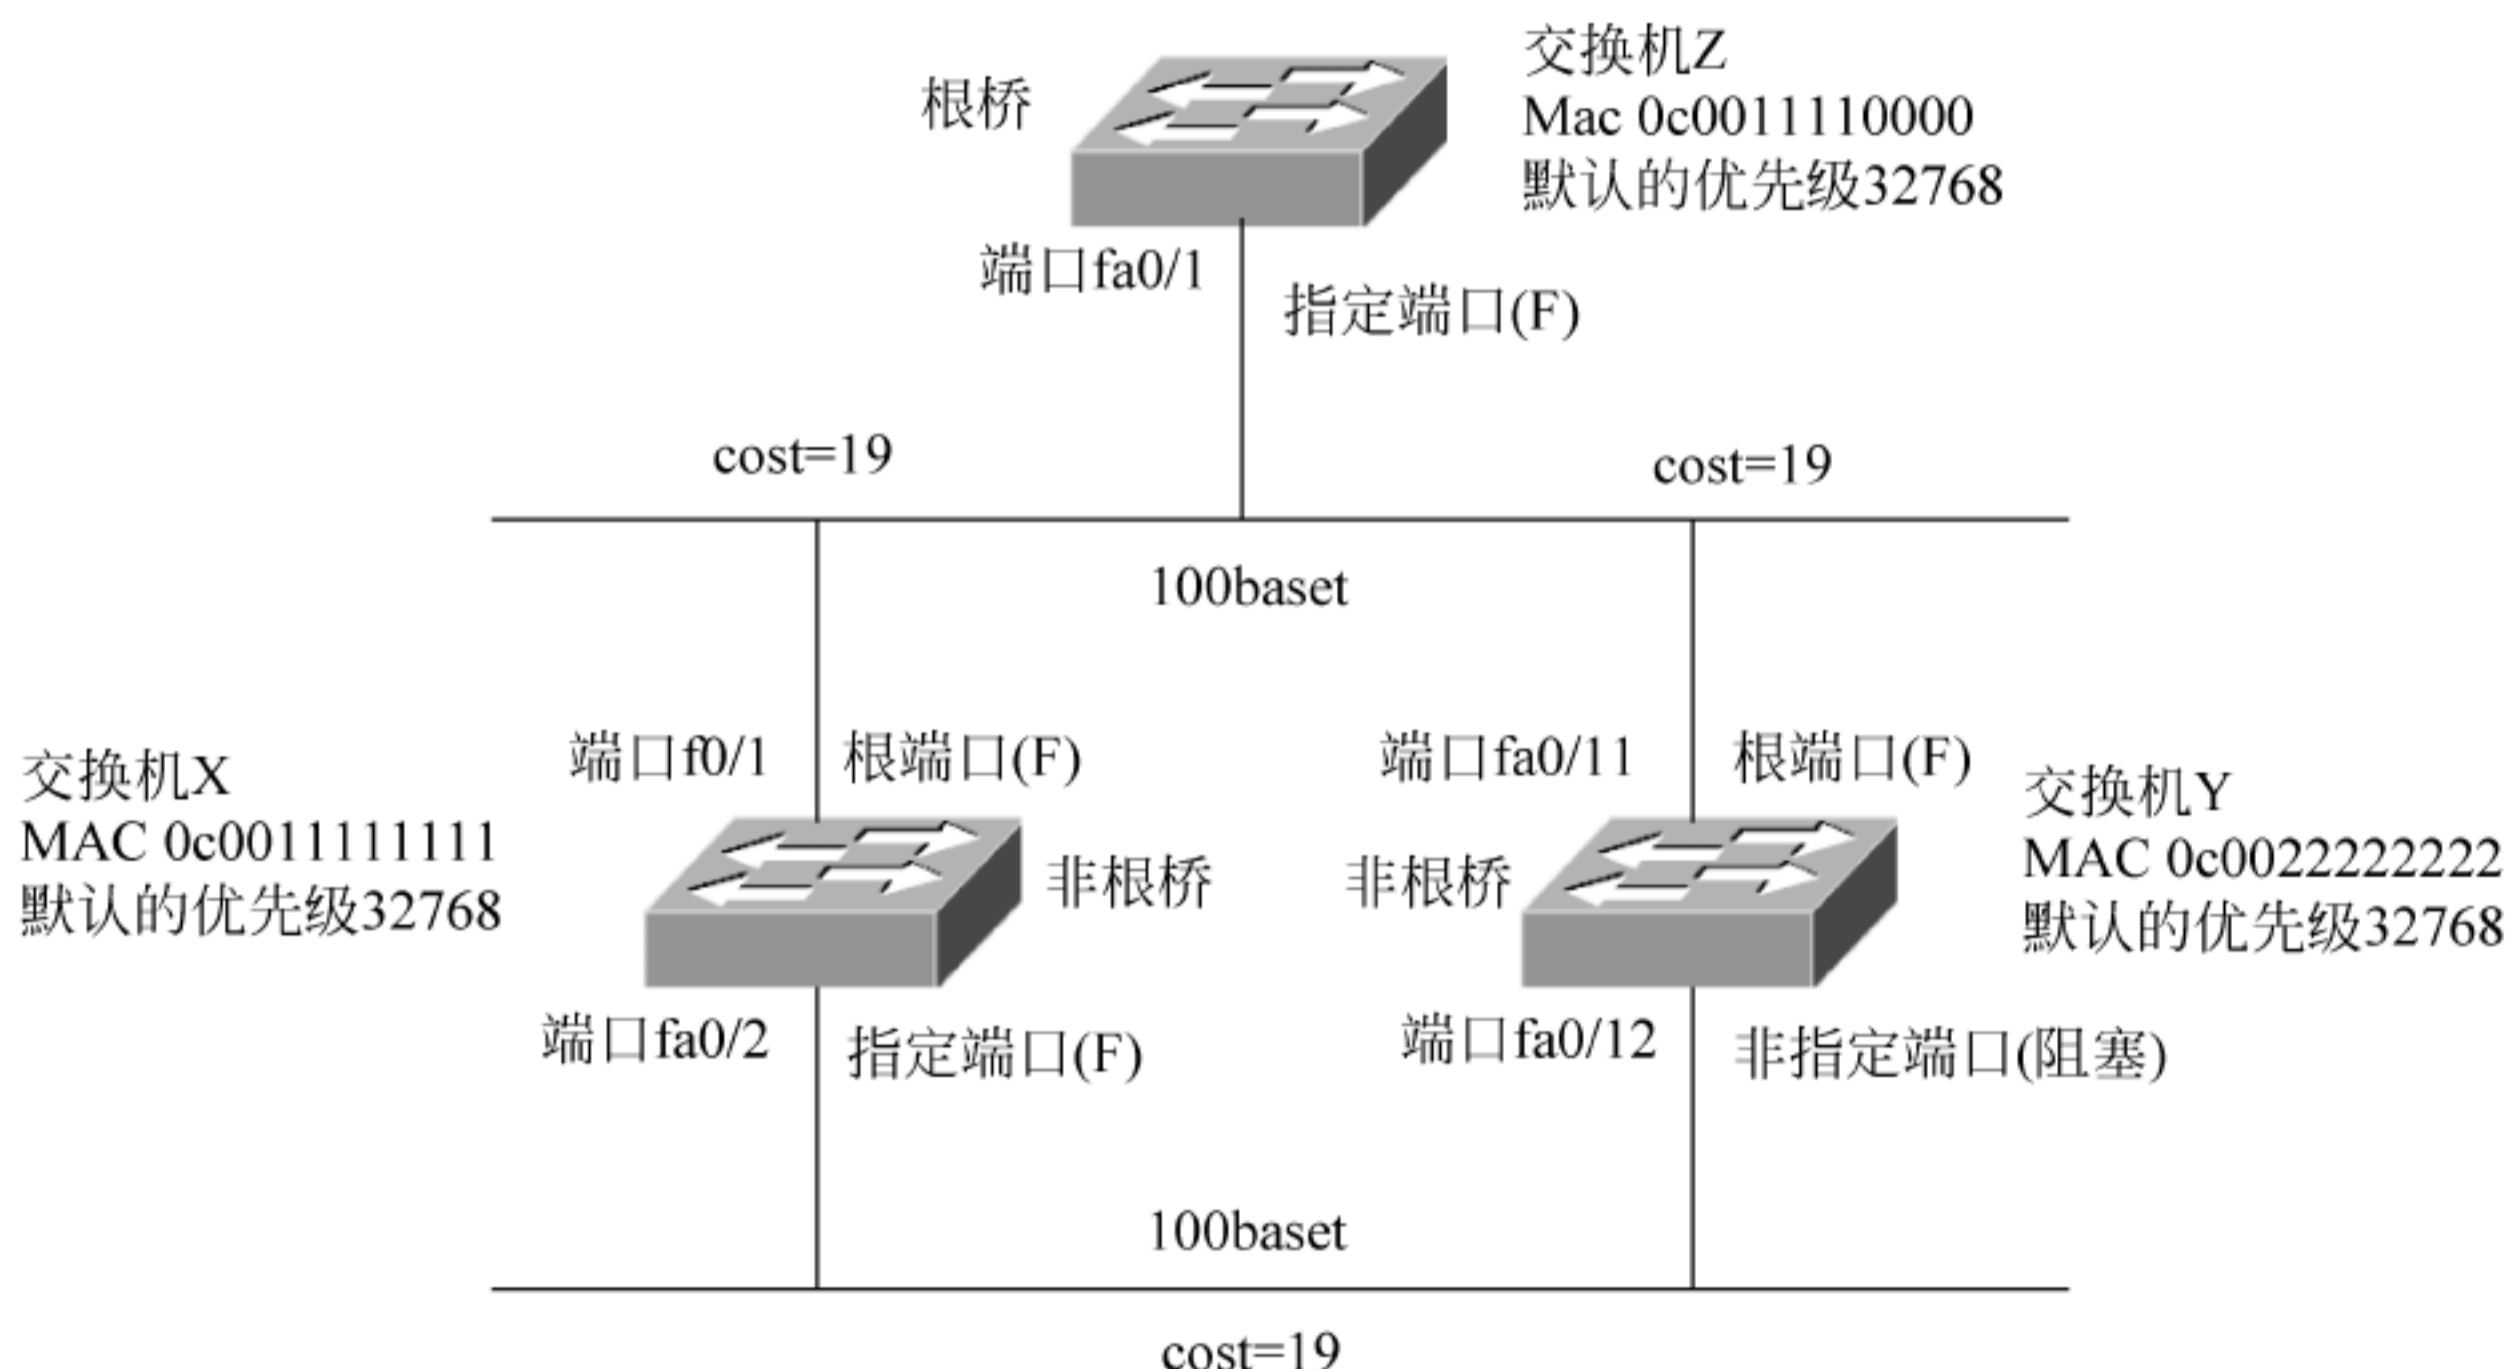 根桥
交换机Z
Mac 0c0011110000
默认的优先级32768
端口fa0/1
指定端口(F)
cost=19
cost=19
100baset
端口f0/1
根端口(F)
端口fa0/11
根端口(F)
交换机X
MAC 0c0011111111
默认的优先级32768
非根桥
非根桥
交换机Y
MAC 0c0022222222
默认的优先级32768
端口fa0/2
指定端口(F)
端口fa0/12
非指定端口(阻塞)
100baset
cost=19